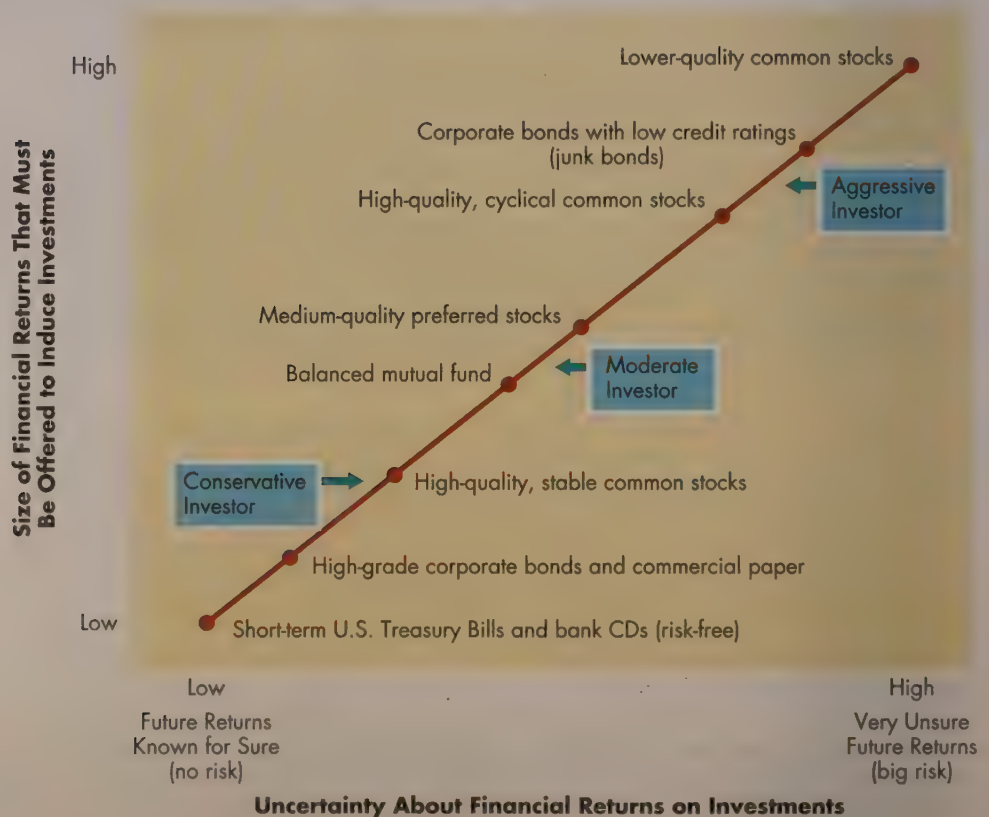 High
Lower-quality common stocks
Corporate bonds with low credit ratings
(junk bonds)
Aggressive
Investor
High-quality, cyclical common stocks
Size of Financial Returns That Must
Be Offered to Induce Investments
Medium-quality preferred stocks
Moderate
Investor
Balanced mutual fund
Conservative
Investor
High-quality, stable common stocks
High-grade corporate bonds and commercial paper
Low
Short-term U.S. Treasury Bills and bank CDs (risk-free)
Low
Future Returns
Known for Sure
(no risk)
High
Very Unsure
Future Returns
(big risk)
Uncertainty About Financial Returns on Investments